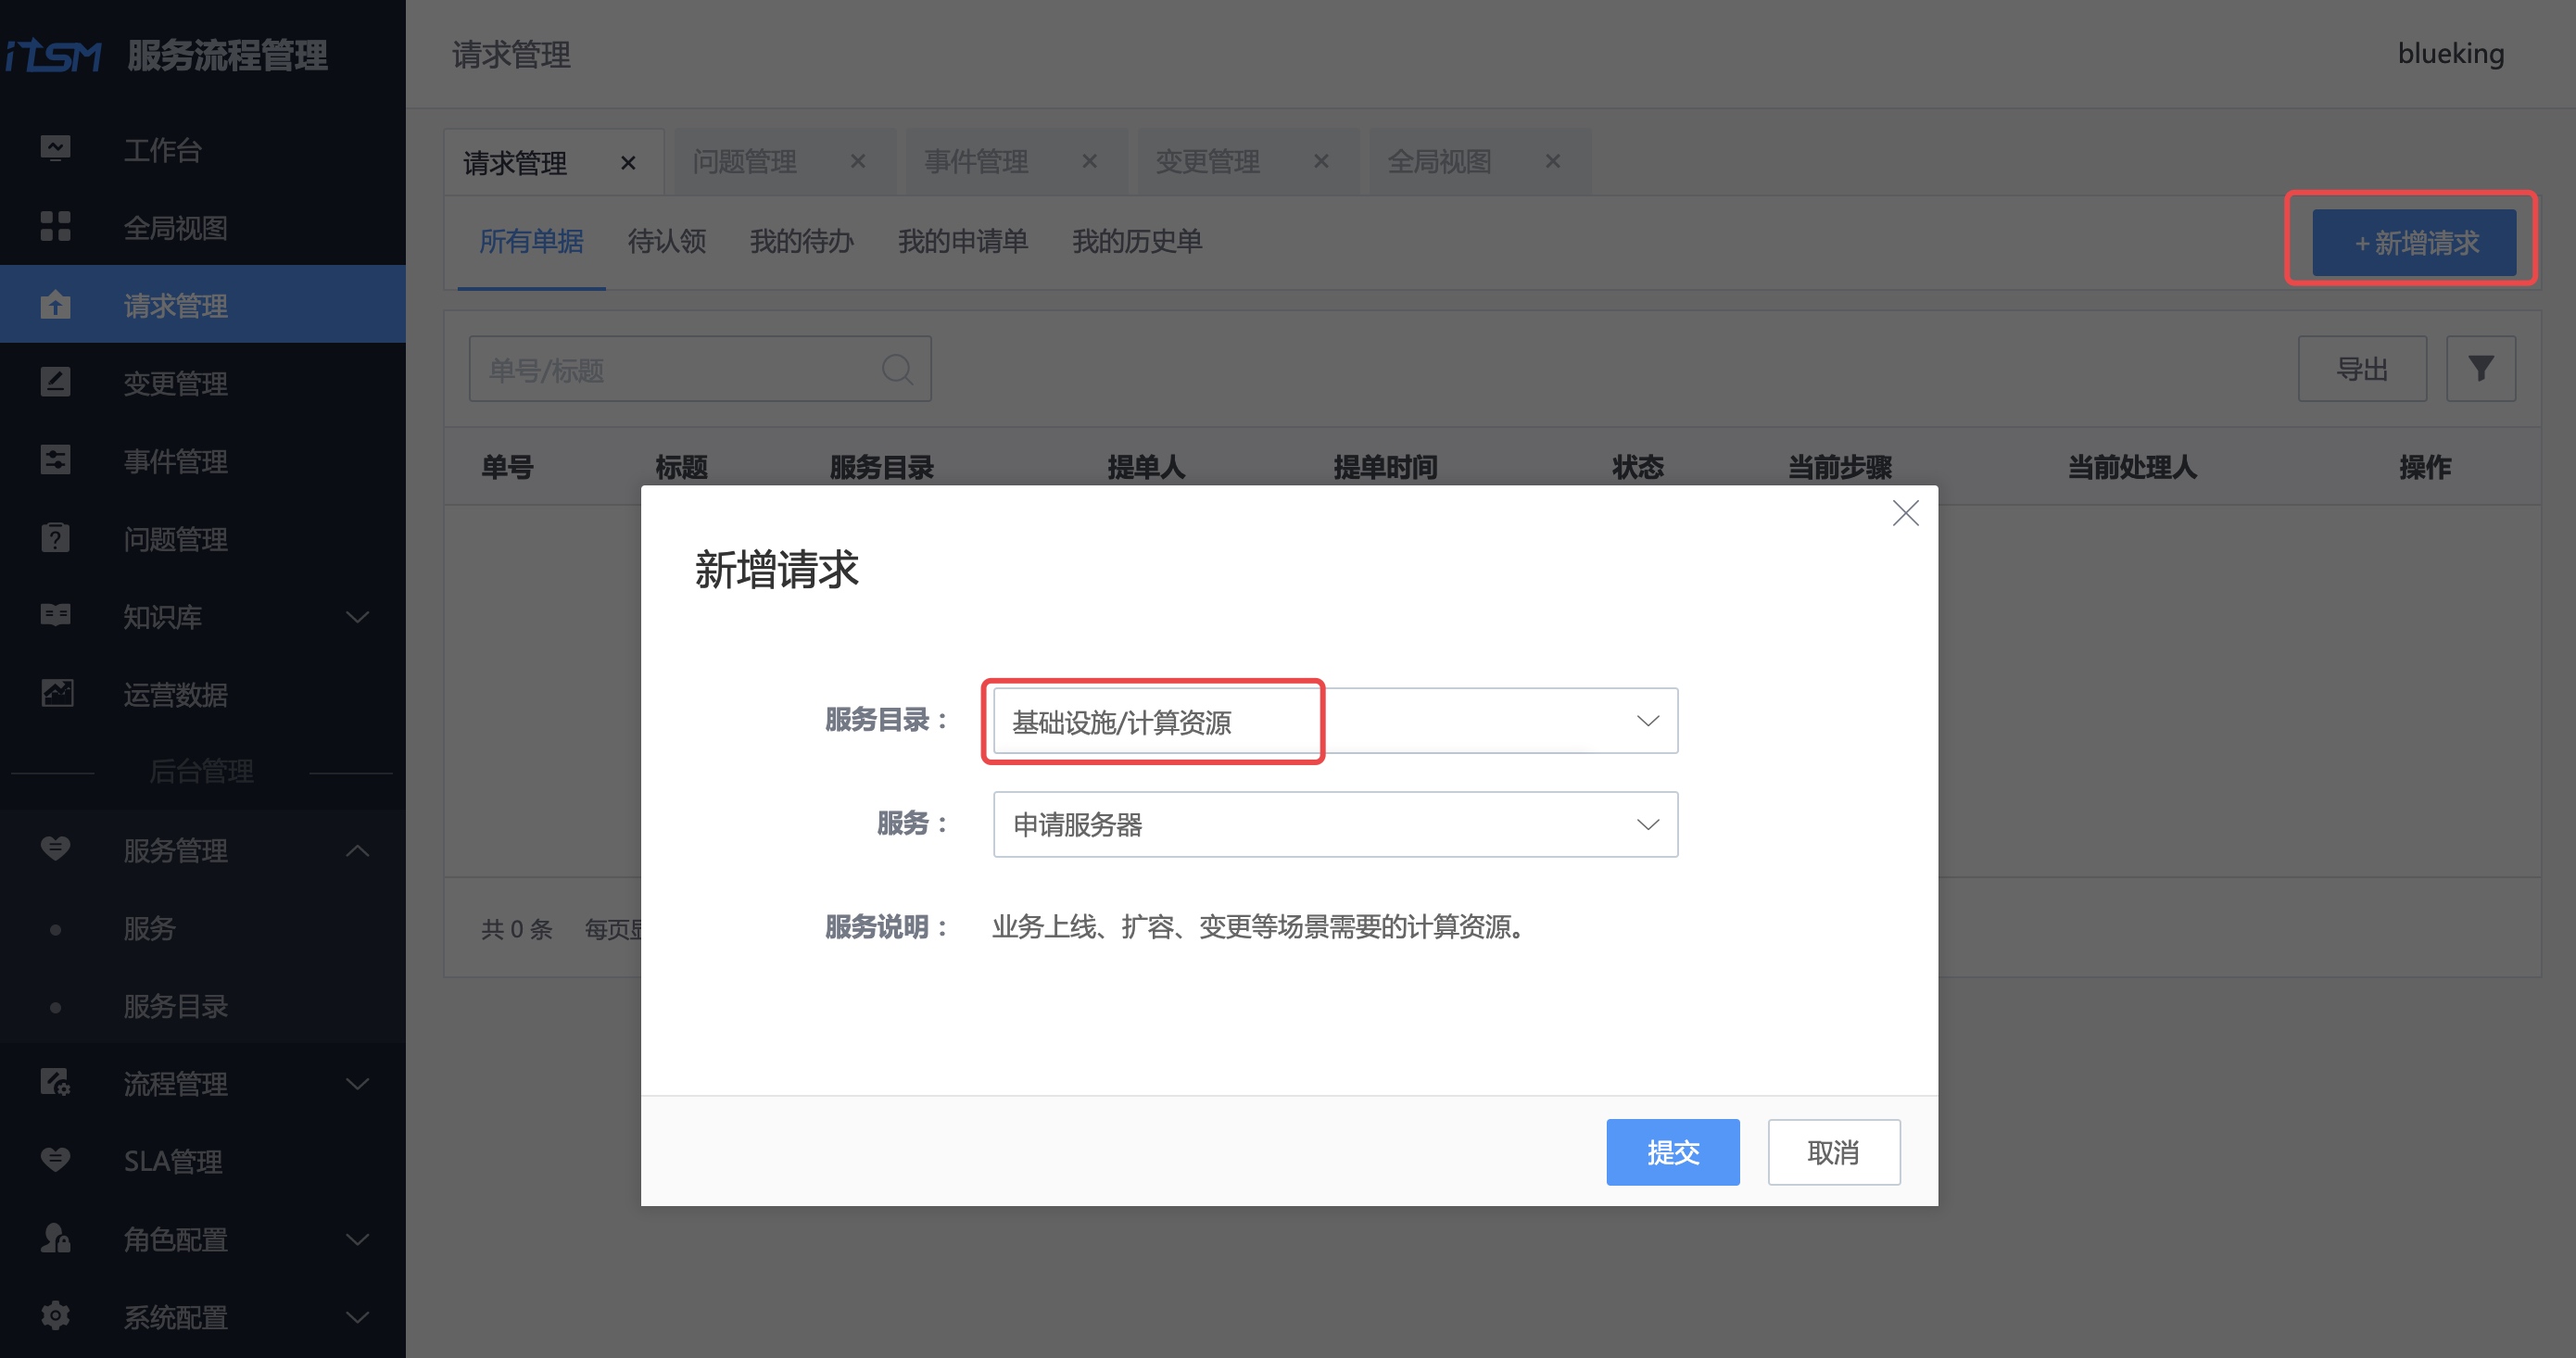 iTSM 服务流程管理
请求管理
blueking
工作台
全局视图
请求管理
变更管理
事件管理
问题管理
知识库
运营数据
后台管理
服务管理
服务
服务目录
流程管理
SLA管理
角色配置
系统配置
请求管理 问题管理 事件管理 变更管理 全局视图
所有单据 待认领 我的待办 我的申请单 我的历史单
+ 新增请求
单号/标题
导出
单号 标题 服务目录 提单人 提单时间 状态 当前步骤 当前处理人 操作
共 0 条 每页显
新增请求
服务目录：
基础设施/计算资源
服务：
申请服务器
服务说明：
业务上线、扩容、变更等场景需要的计算资源。
提交 取消